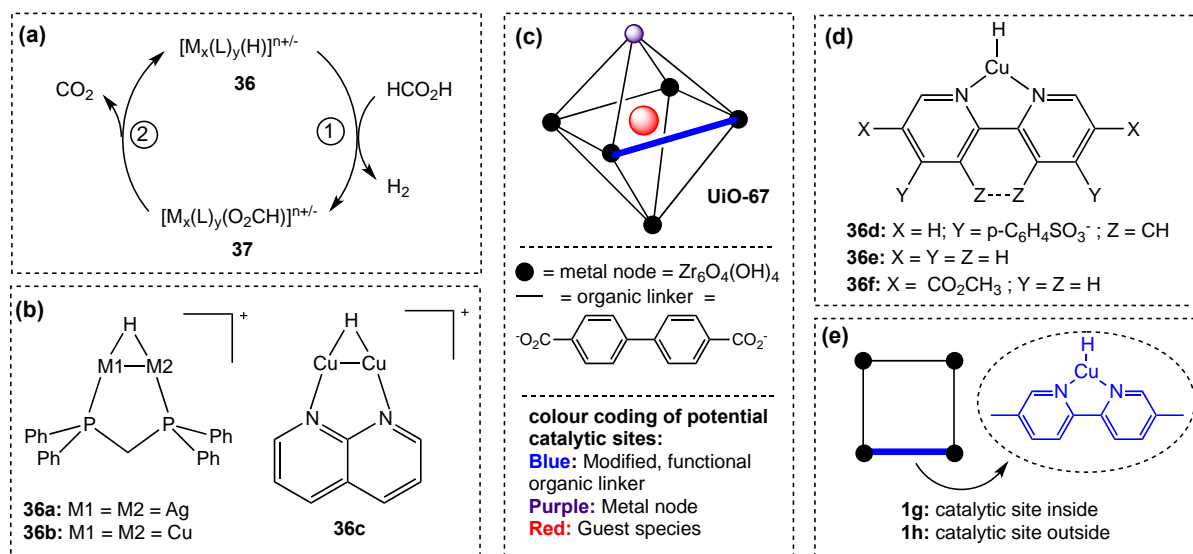 (a)
[Mₓ(L)ᵧ(H)]ⁿ⁺/⁻
36
CO₂
HCO₂H
②
①
H₂
[Mₓ(L)ᵧ(O₂CH)]ⁿ⁺/⁻
37
(b)
H
+
M1 M2
P P
Ph Ph
Ph Ph
36a: M1 = M2 = Ag
36b: M1 = M2 = Cu
H
+
Cu Cu
N N
36c
(c)
UiO-67
= metal node = Zr₆O₄(OH)₄
= organic linker =
⁻O₂C CO₂⁻
colour coding of potential
catalytic sites:
Blue: Modified, functional
organic linker
Purple: Metal node
Red: Guest species
(d)
H
Cu
N N
X X
Y Z Z Y
36d: X = H; Y = p-C₆H₄SO₃⁻ ; Z = CH
36e: X = Y = Z = H
36f: X = CO₂CH₃ ; Y = Z = H
(e)
H
Cu
N N
1g: catalytic site inside
1h: catalytic site outside